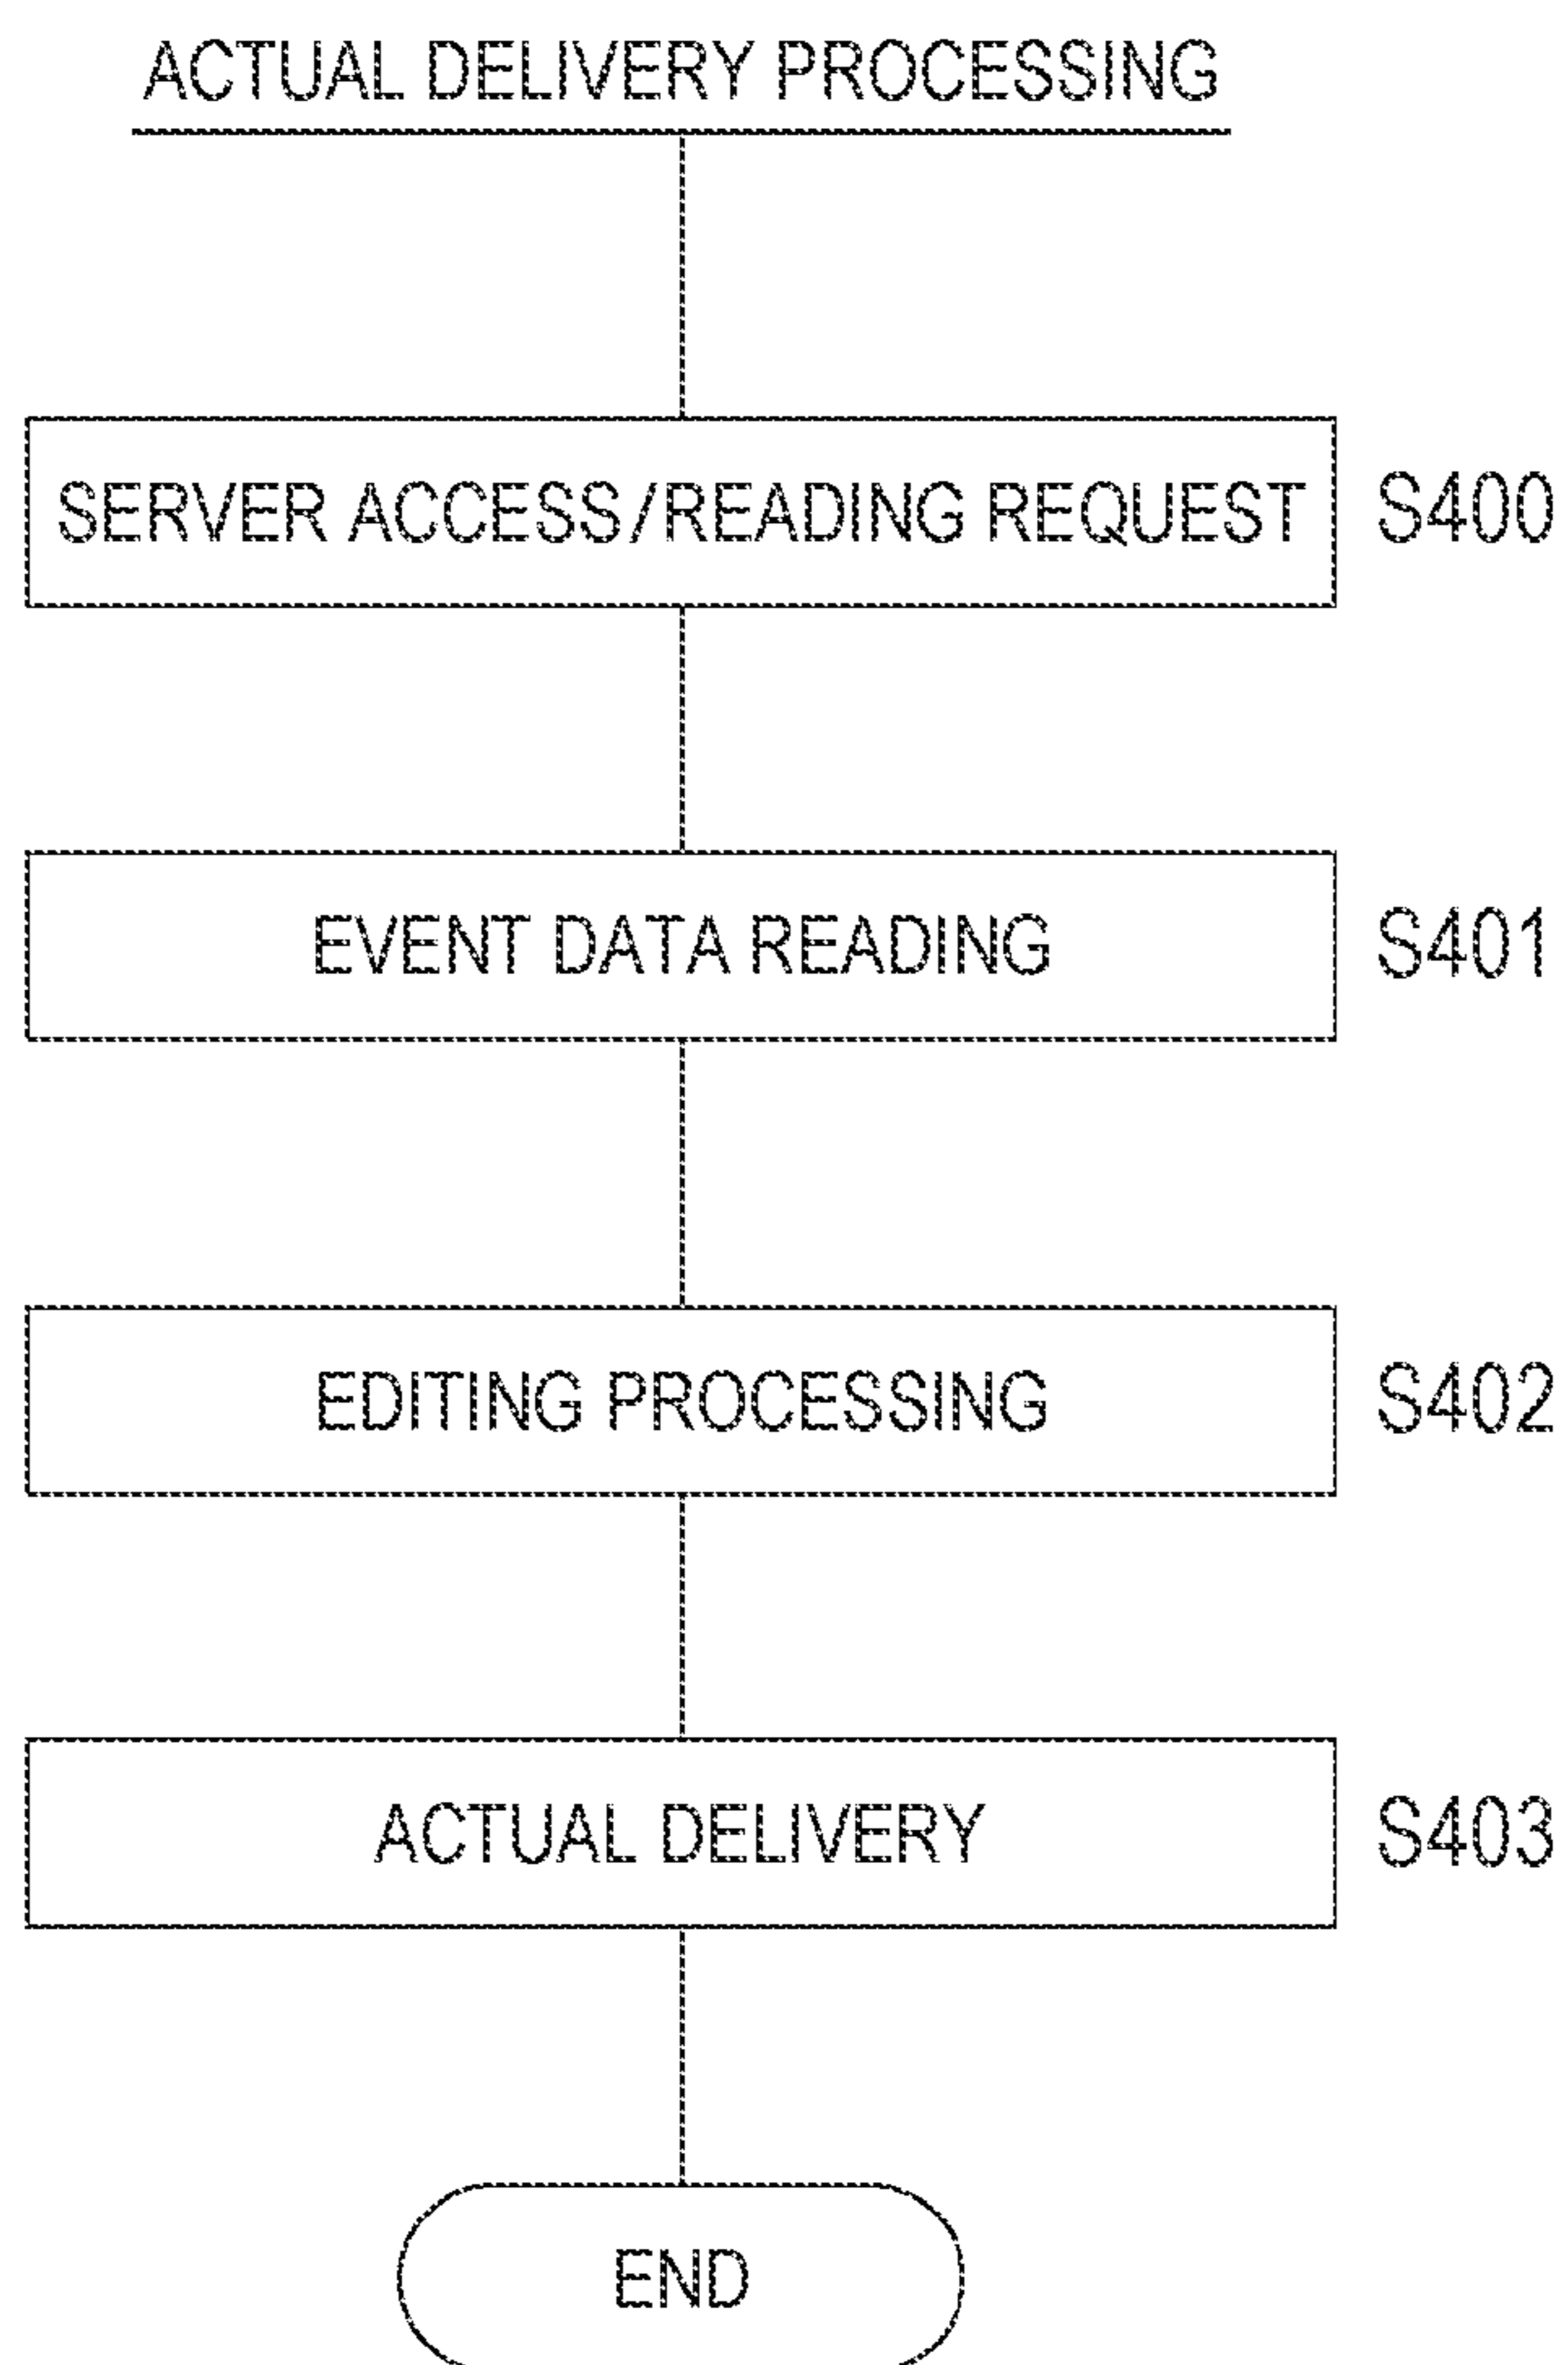 ACTUAL DELIVERY PROCESSING
SERVER ACCESS/READING REQUEST S400
EVENT DATA READING S401
EDITING PROCESSING S402
ACTUAL DELIVERY S403
END